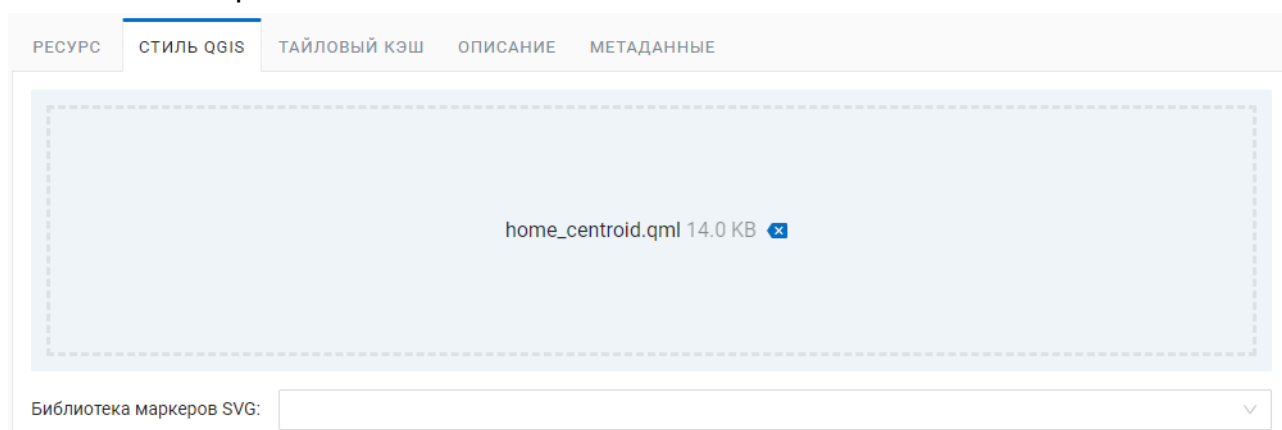 РЕСУРС СТИЛЬ QGIS ТАЙЛОВЫЙ КЭШ ОПИСАНИЕ МЕТАДАННЫЕ
home_centroid.qml 14.0 KB
Библиотека маркеров SVG: